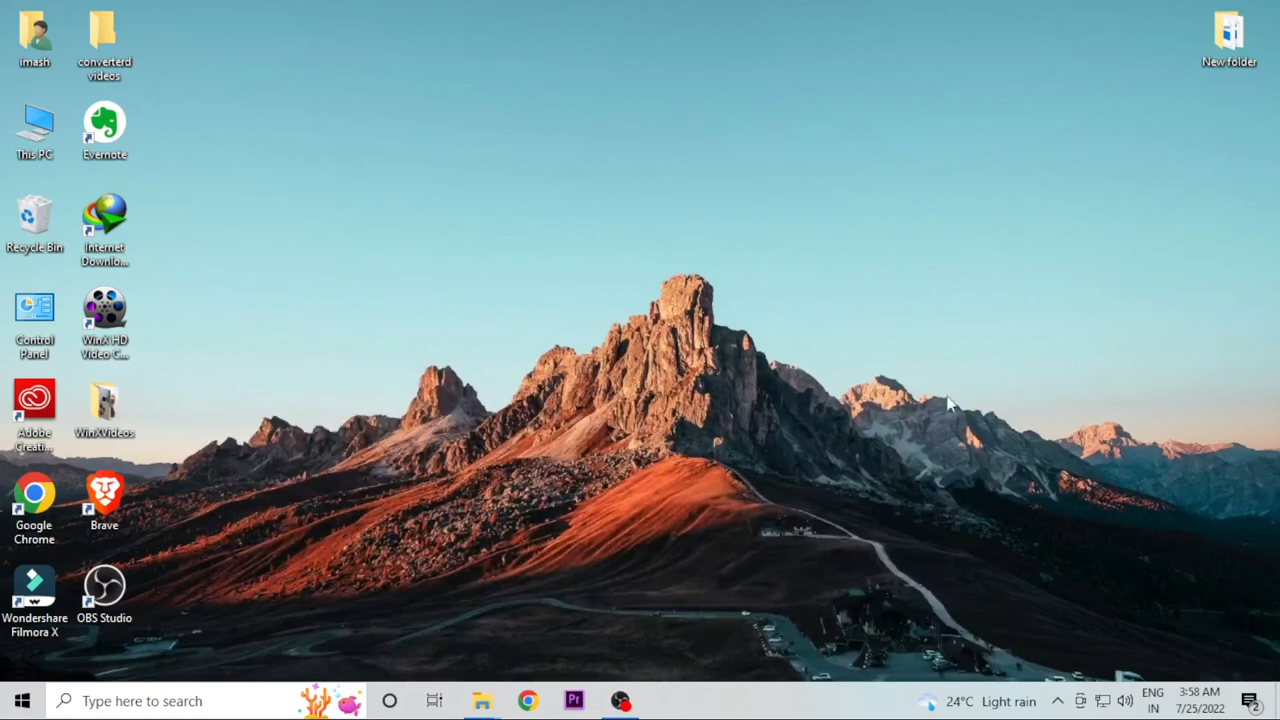 imash
converterd
videos
New folder
This PC
Evernote
Recycle Bin
Internet
Downlo...
Control
Panel
WinX HD
Video C...
Adobe
Creati...
WinXVideos
Google
Chrome
Brave
Wondershare
Filmora X
OBS Studio
Type here to search
Pr
24°C Light rain
ENG
IN
3:58 AM
7/25/2022
2